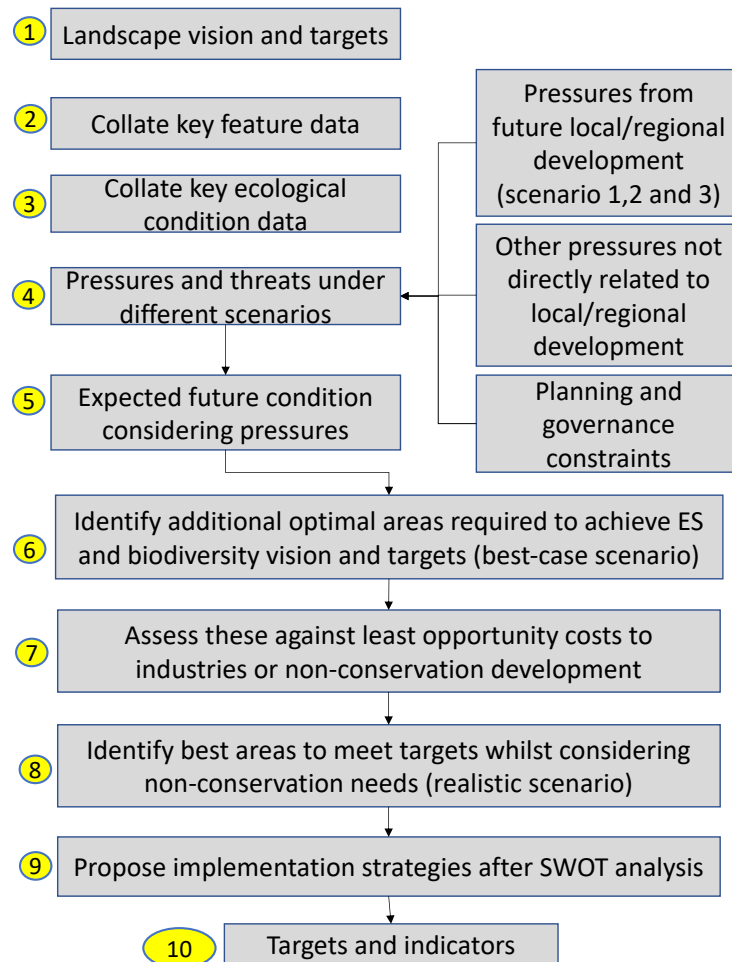 1
Landscape vision and targets
2
Collate key feature data
3
Collate key ecological
condition data
4
Pressures and threats under
different scenarios
Pressures from
future local/regional
development
(scenario 1,2 and 3)
Other pressures not
directly related to
local/regional
development
Planning and
governance
constraints
5
Expected future condition
considering pressures
6
Identify additional optimal areas required to achieve ES
and biodiversity vision and targets (best-case scenario)
7
Assess these against least opportunity costs to
industries or non-conservation development
8
Identify best areas to meet targets whilst considering
non-conservation needs (realistic scenario)
9
Propose implementation strategies after SWOT analysis
10
Targets and indicators